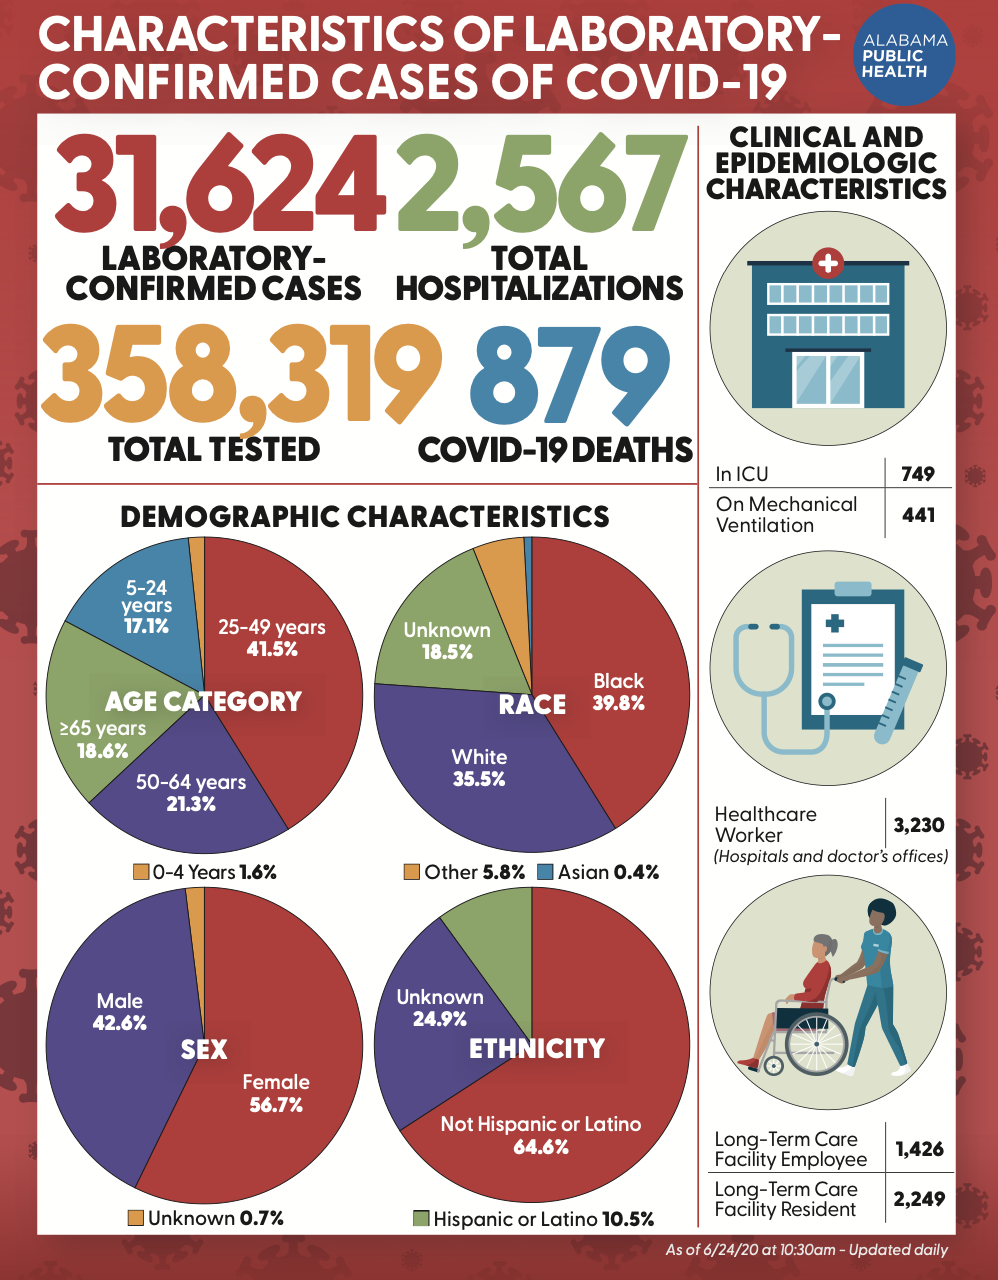 CHARACTERISTICS OF LABORATORY-
CONFIRMED CASES OF COVID-19
ALABAMA
PUBLIC
HEALTH
31,624
LABORATORY-
CONFIRMED CASES
2,567
TOTAL
HOSPITALIZATIONS
358,319
TOTAL TESTED
879
COVID-19 DEATHS
DEMOGRAPHIC CHARACTERISTICS
5-24
years
17.1%
25-49 years
41.5%
AGE CATEGORY
≥65 years
18.6%
50-64 years
21.3%
0-4 Years 1.6%
Unknown
18.5%
Black
39.8%
RACE
White
35.5%
Other 5.8% Asian 0.4%
Male
42.6%
SEX
Female
56.7%
Unknown 0.7%
Unknown
24.9%
ETHNICITY
Not Hispanic or Latino
64.6%
Hispanic or Latino 10.5%
CLINICAL AND
EPIDEMIOLOGIC
CHARACTERISTICS
In ICU 749
On Mechanical
Ventilation 441
Healthcare
Worker 3,230
(Hospitals and doctor's offices)
Long-Term Care
Facility Employee 1,426
Long-Term Care
Facility Resident 2,249
As of 6/24/20 at 10:30am - Updated daily